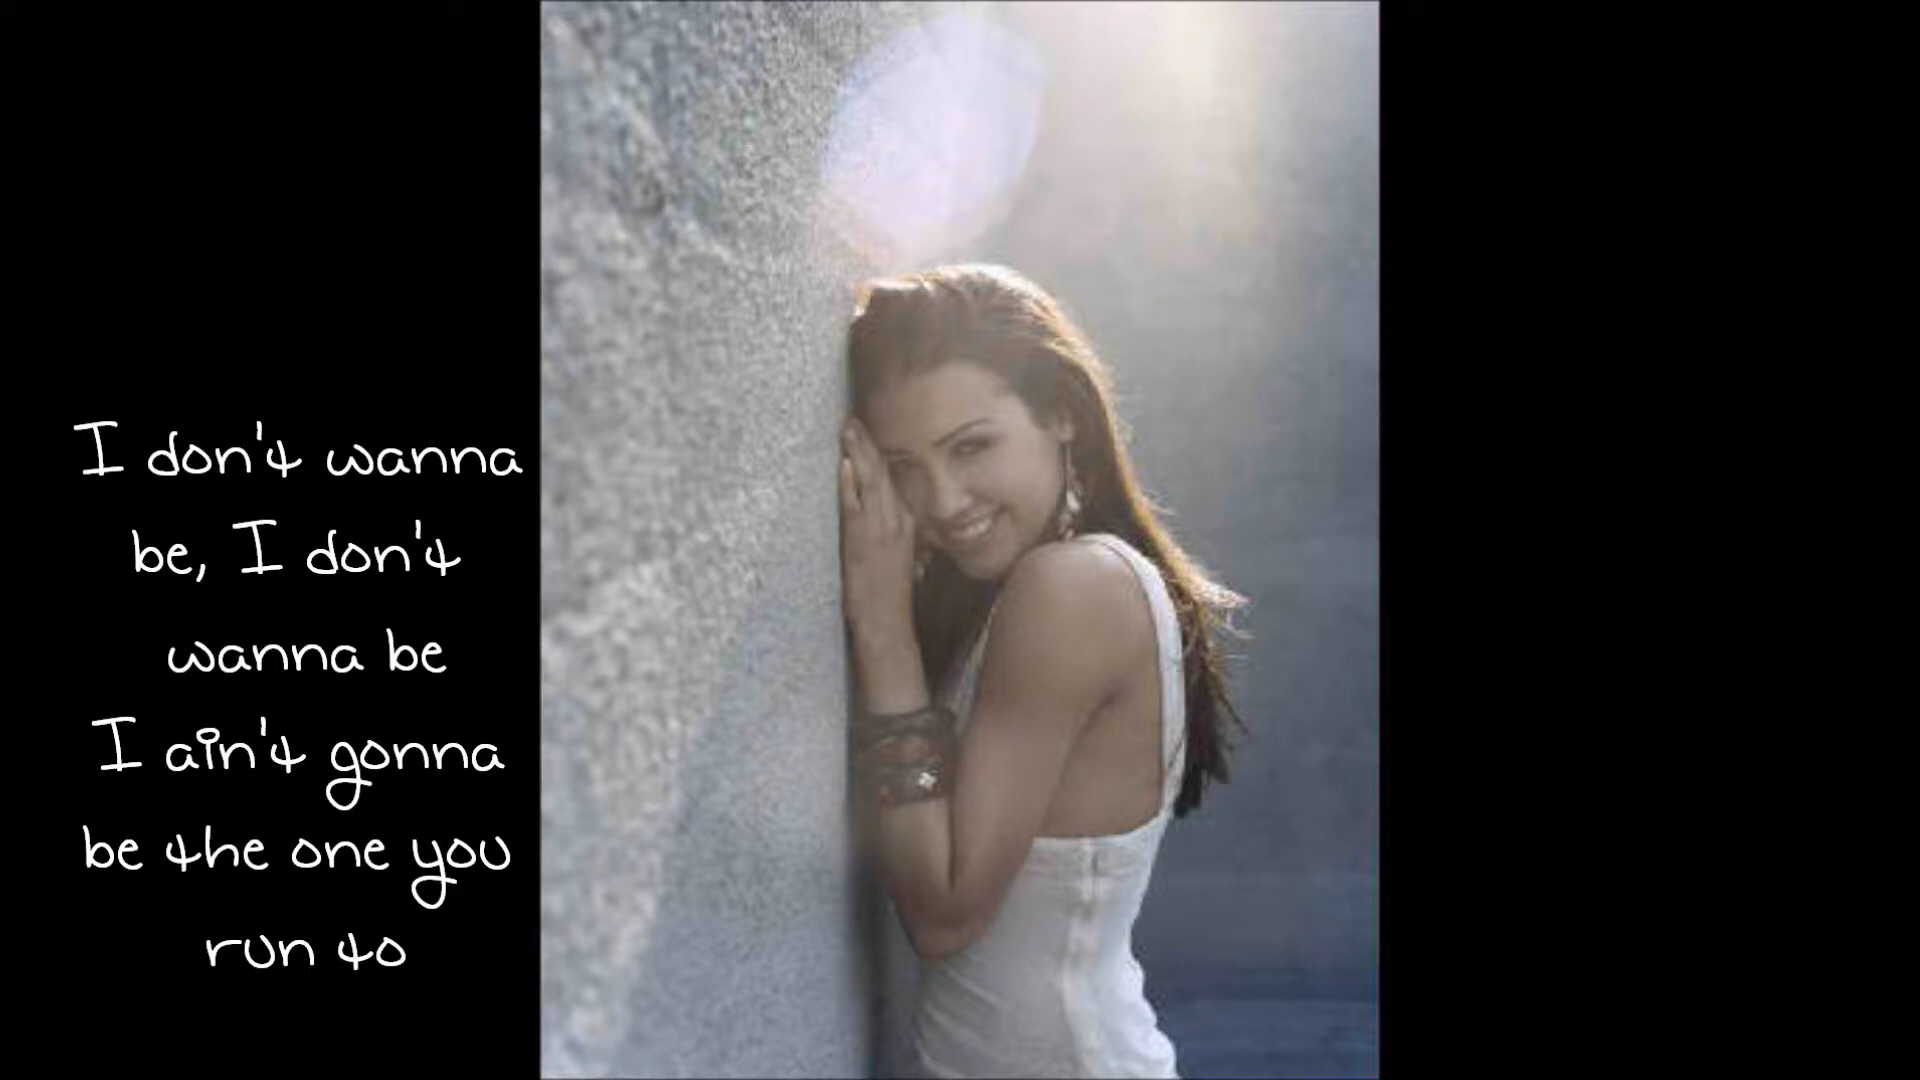 I don't wanna
be, I don't
wanna be
I ain't gonna
be the one you
run to